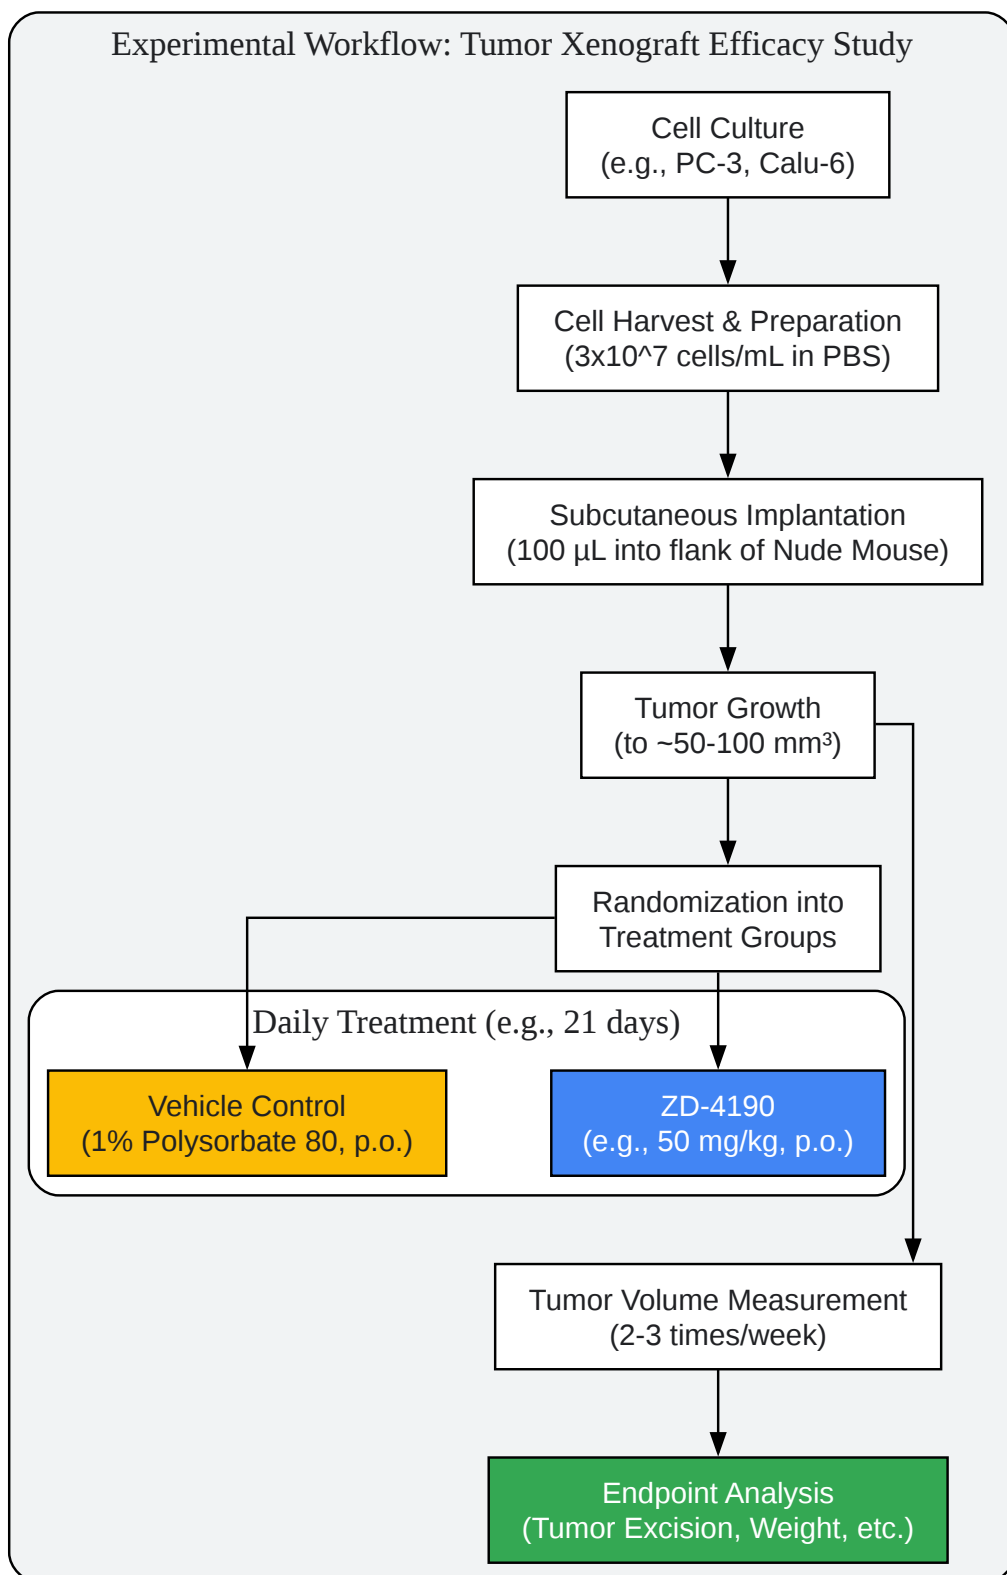 Experimental Workflow: Tumor Xenograft Efficacy Study
Cell Culture
(e.g., PC-3, Calu-6)
Cell Harvest & Preparation
(3x10^7 cells/mL in PBS)
Subcutaneous Implantation
(100 µL into flank of Nude Mouse)
Tumor Growth
(to ~50-100 mm³)
Randomization into
Treatment Groups
Daily Treatment (e.g., 21 days)
Vehicle Control
(1% Polysorbate 80, p.o.)
ZD-4190
(e.g., 50 mg/kg, p.o.)
Tumor Volume Measurement
(2-3 times/week)
Endpoint Analysis
(Tumor Excision, Weight, etc.)